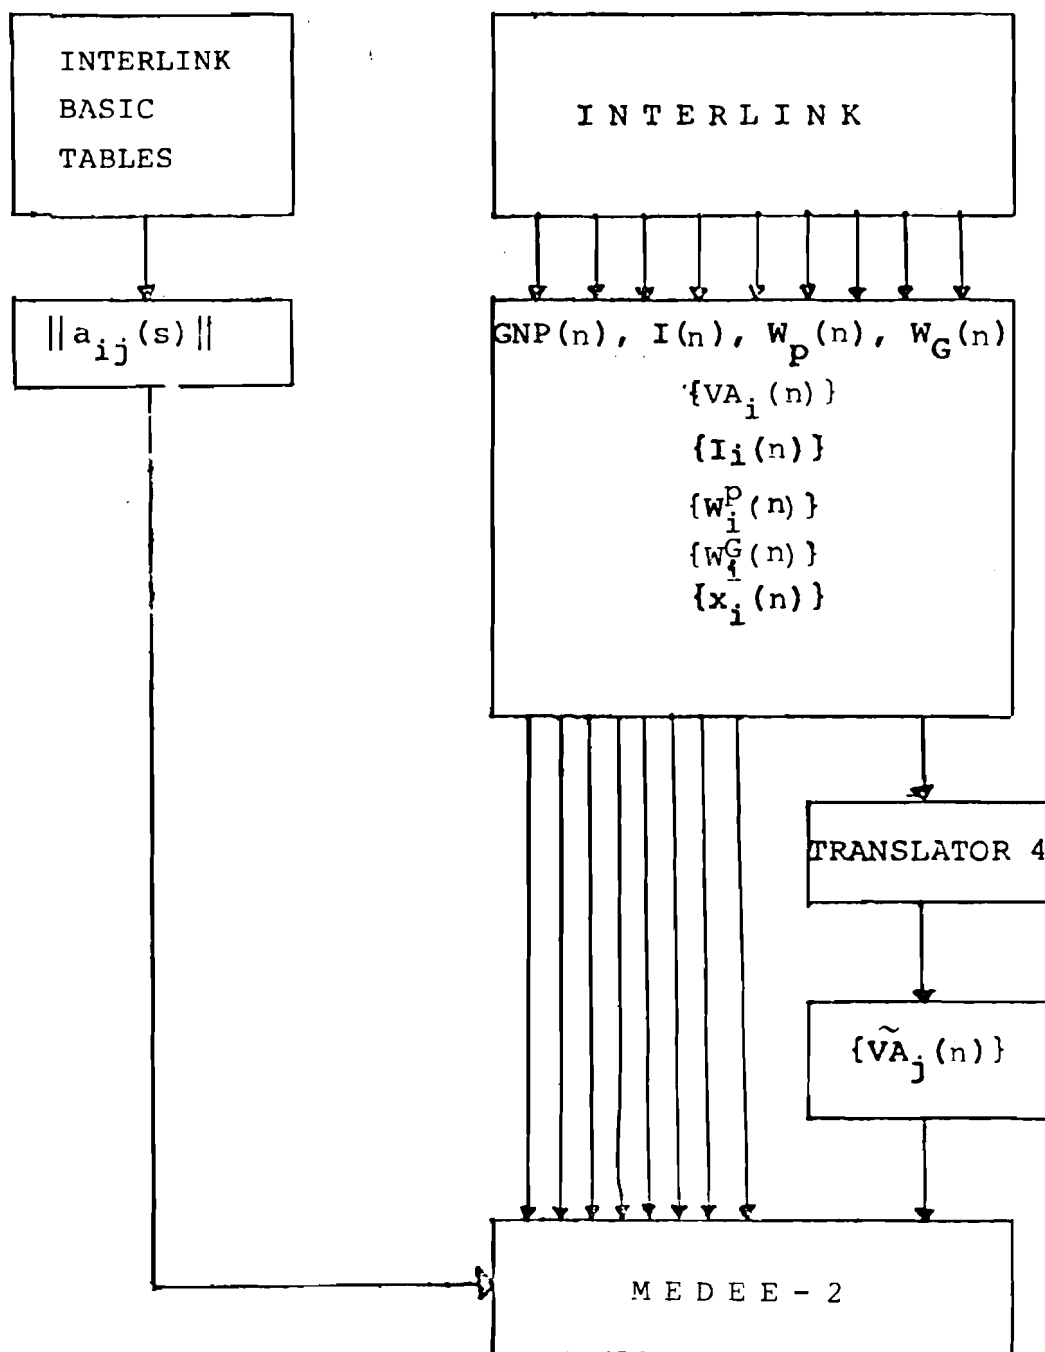 INTERLINK
BASIC
TABLES
INTERLINK
||a_ij(s)||
GNP(n), I(n), W_p(n), W_G(n)
{VA_i(n)}
{I_i(n)}
{W_i^p(n)}
{W_i^G(n)}
{x_i(n)}
TRANSLATOR 4
{ṼA_j(n)}
MEDEE-2